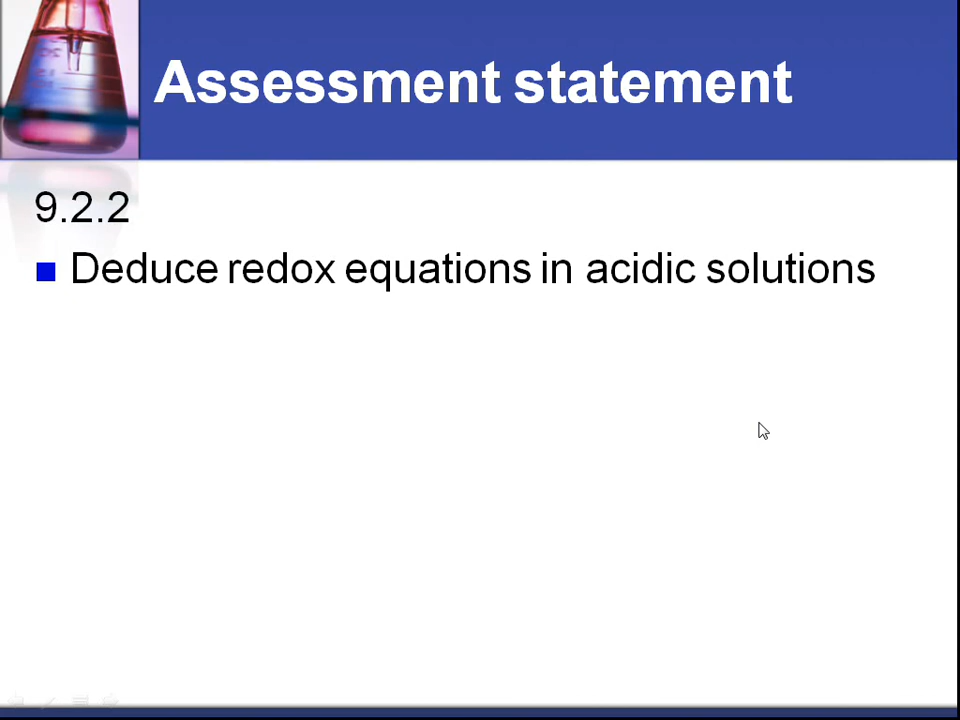 Assessment statement
9.2.2
Deduce redox equations in acidic solutions